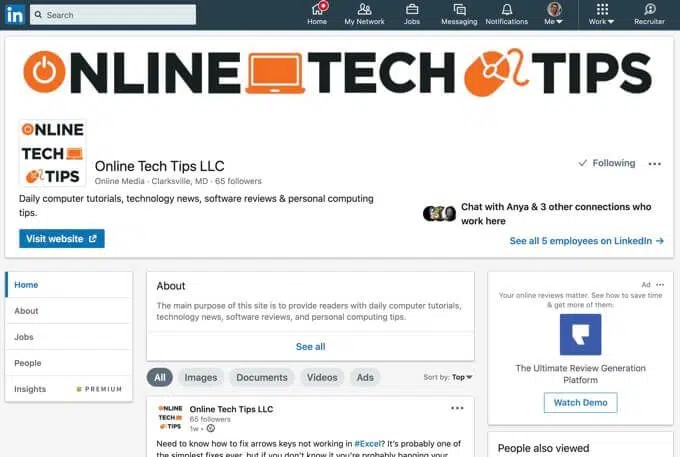 in
Search
Home
My Network
Jobs
Messaging
Notifications
Me
Work
Recruiter
ONLINE TECH TIPS
ONLINE
TECH
TIPS
Online Tech Tips LLC
Online Media · Clarksville, MD · 65 followers
Following
Daily computer tutorials, technology news, software reviews & personal computing
tips.
Chat with Anya & 3 other connections who
work here
Visit website
See all 5 employees on LinkedIn →
Home
About
Jobs
People
Insights
PREMIUM
About
The main purpose of this site is to provide readers with daily computer tutorials,
technology news, software reviews, and personal computing tips.
See all
All
Images
Documents
Videos
Ads
Sort by: Top
ONLINE
TECH
TIPS
Online Tech Tips LLC
65 followers
1w •
Need to know how to fix arrows keys not working in #Excel? It's probably one of
the simplest fixes ever, but if you don't know it you're probably banging your
Ad
Your online reviews matter. See how to save time
& get more of them:
The Ultimate Review Generation
Platform
Watch Demo
People also viewed